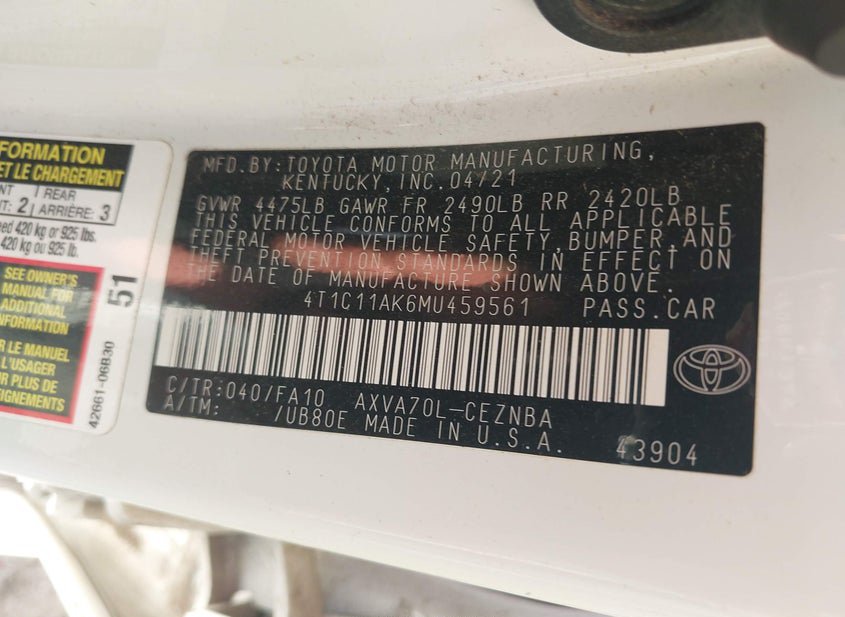 FORMATION
ET LE CHARGEMENT
REAR
2 ARRIÈRE: 3
420 kg or 925 lbs.
420 kg ou 925 lb.
SEE OWNER'S
MANUAL FOR
ADDITIONAL
INFORMATION
R LE MANUEL
L'USAGER
R PLUS DE
EIGNEMENTS
51
42661-06B30
MFD.BY:TOYOTA MOTOR MANUFACTURING,
KENTUCKY,INC.04/21
GVWR 4475LB GAWR FR 2490LB RR 2420LB
THIS VEHICLE CONFORMS TO ALL APPLICABLE
FEDERAL MOTOR VEHICLE SAFETY,BUMPER,AND
THEFT PREVENTION STANDARDS IN EFFECT ON
THE DATE OF MANUFACTURE SHOWN ABOVE.
4T1C11AK6MU459561 PASS.CAR
C/TR:040/FA10 AXVA70L-CEZNBA
A/TM: /UB80E MADE IN U.S.A.
43904